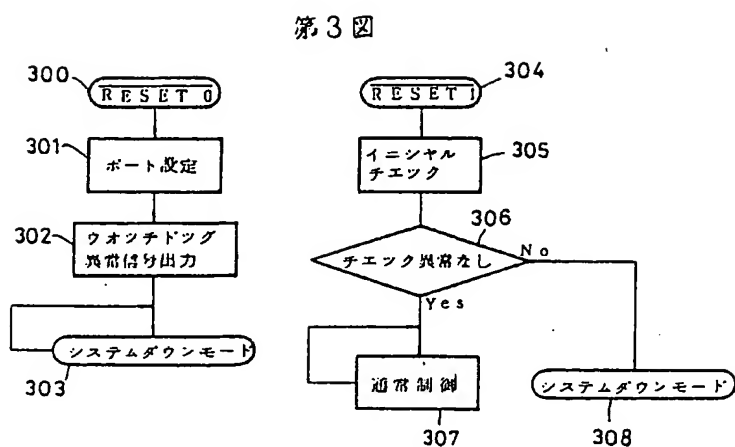 第3図
300
RESET 0
301
ポート設定
302
ウオッチドッグ
異常信号出力
システムダウンモード
303
304
RESET 1
イニシャル
チェック
305
306
チェック異常なし
No
Yes
通常制御
307
システムダウンモード
308